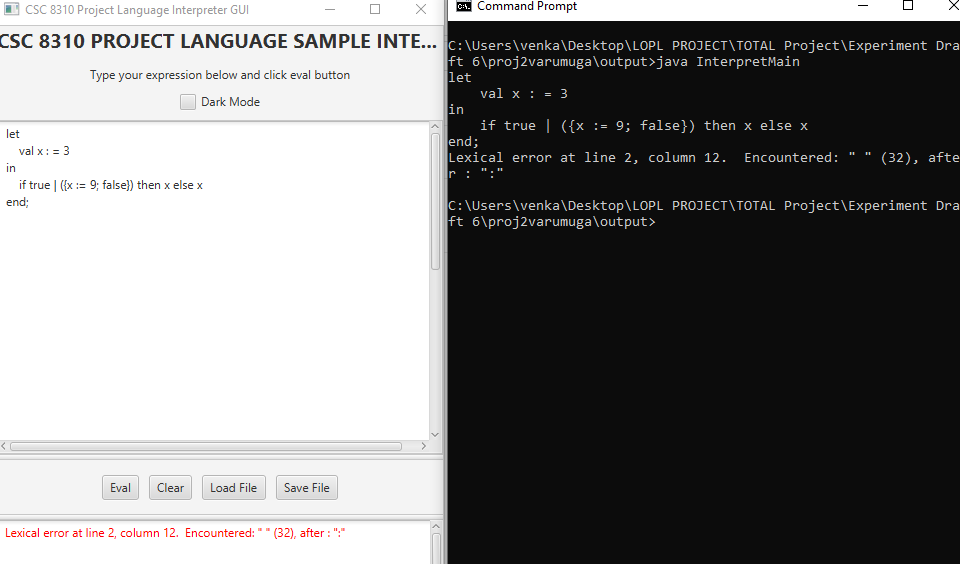 CSC 8310 Project Language Interpreter GUI
CSC 8310 PROJECT LANGUAGE SAMPLE INTE...
Type your expression below and click eval button
Dark Mode
let
    val x : = 3
in
    if true | ({x := 9; false}) then x else x
end;
Eval Clear Load File Save File
Lexical error at line 2, column 12.  Encountered: " " (32), after : ":"
Command Prompt
C:\Users\venka\Desktop\LOPL PROJECT\TOTAL Project\Experiment Dra
ft 6\proj2varumuga\output>java InterpretMain
let
    val x : = 3
in
    if true | ({x := 9; false}) then x else x
end;
Lexical error at line 2, column 12.  Encountered: " " (32), afte
r : ":"
C:\Users\venka\Desktop\LOPL PROJECT\TOTAL Project\Experiment Dra
ft 6\proj2varumuga\output>